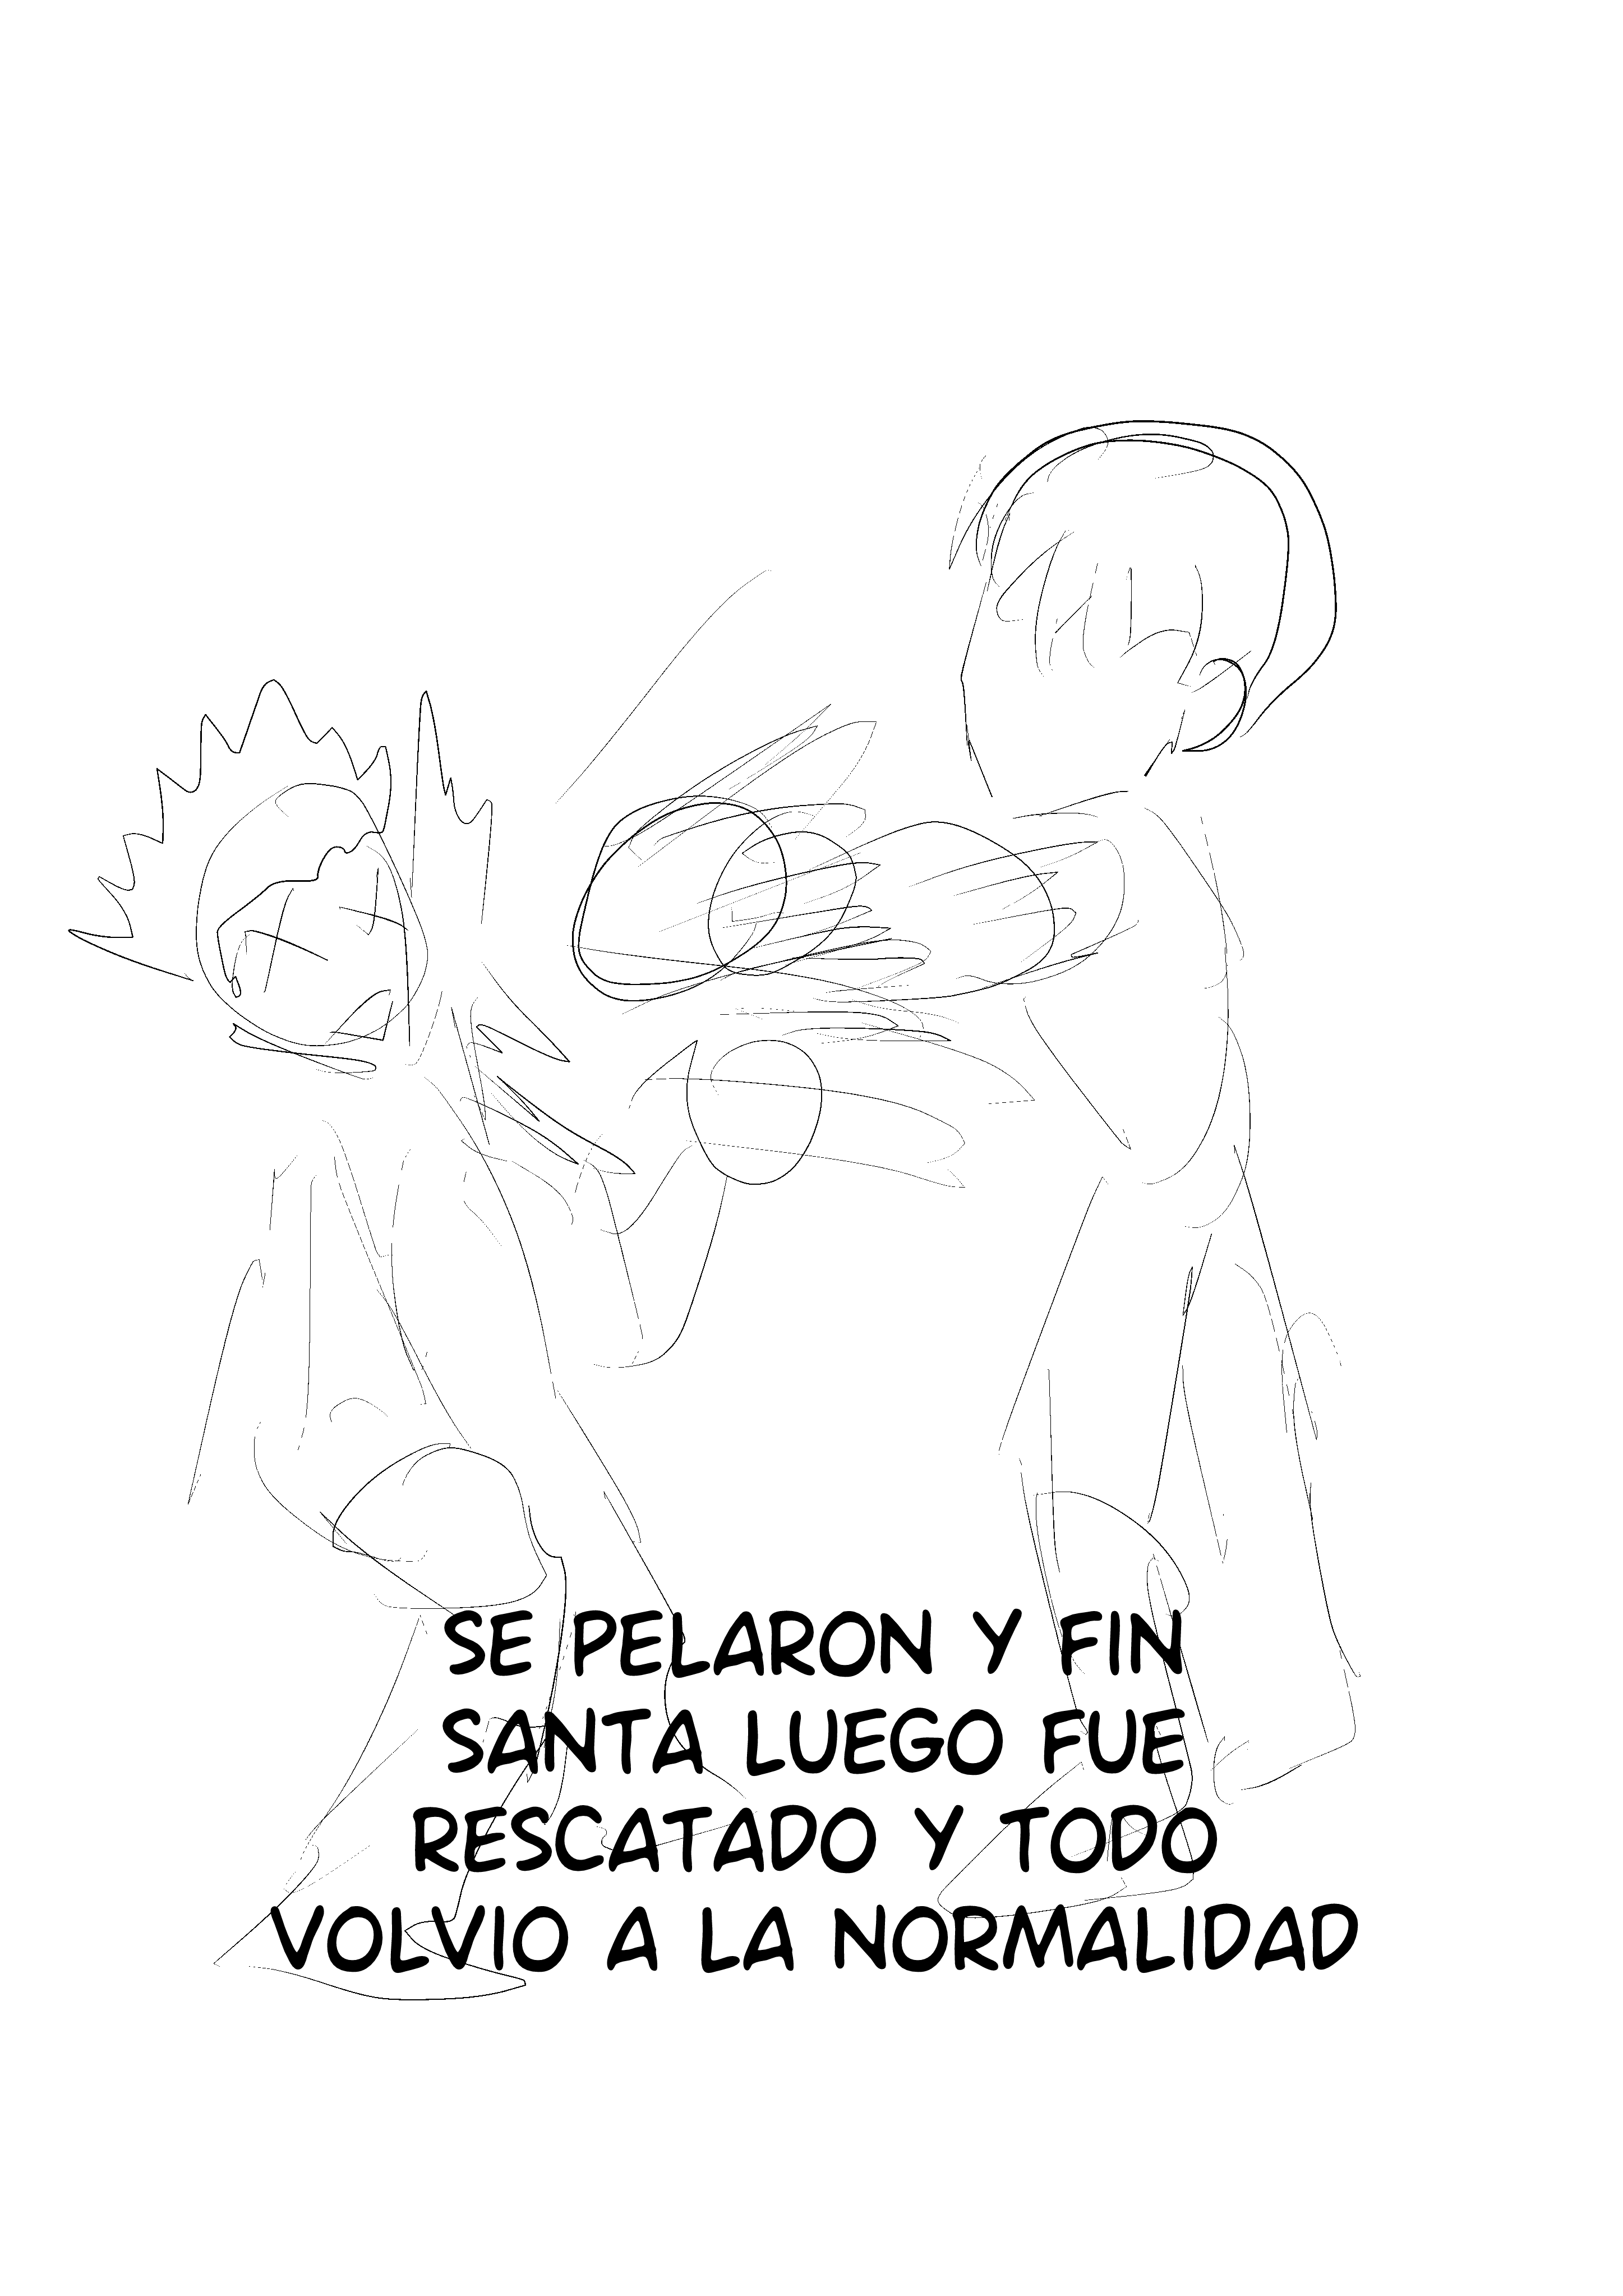 SE PELARON Y FIN
SANTA LUEGO FUE
RESCATADO Y TODO
VOLVIO A LA NORMALIDAD